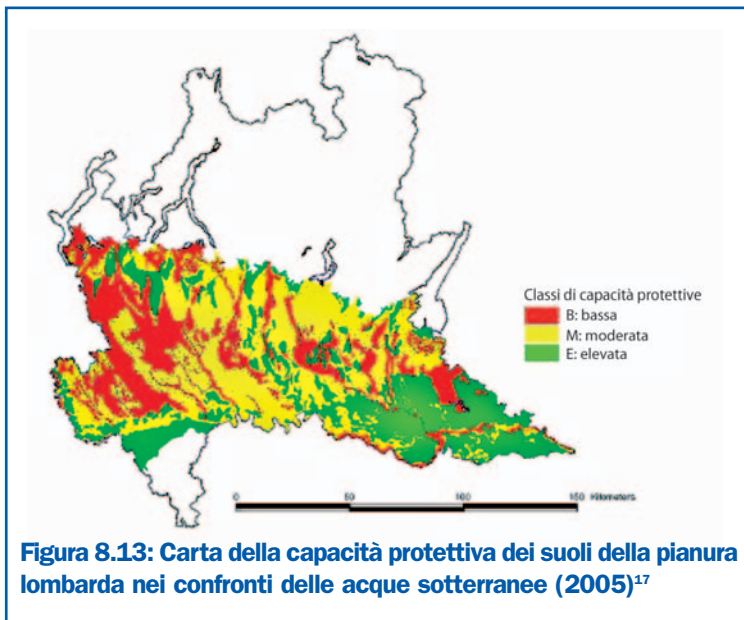 Classi di capacità protettive
B: bassa
M: moderata
E: elevata
0 50 100 150 Kilometers
Figura 8.13: Carta della capacità protettiva dei suoli della pianura
lombarda nei confronti delle acque sotterranee (2005)¹⁷